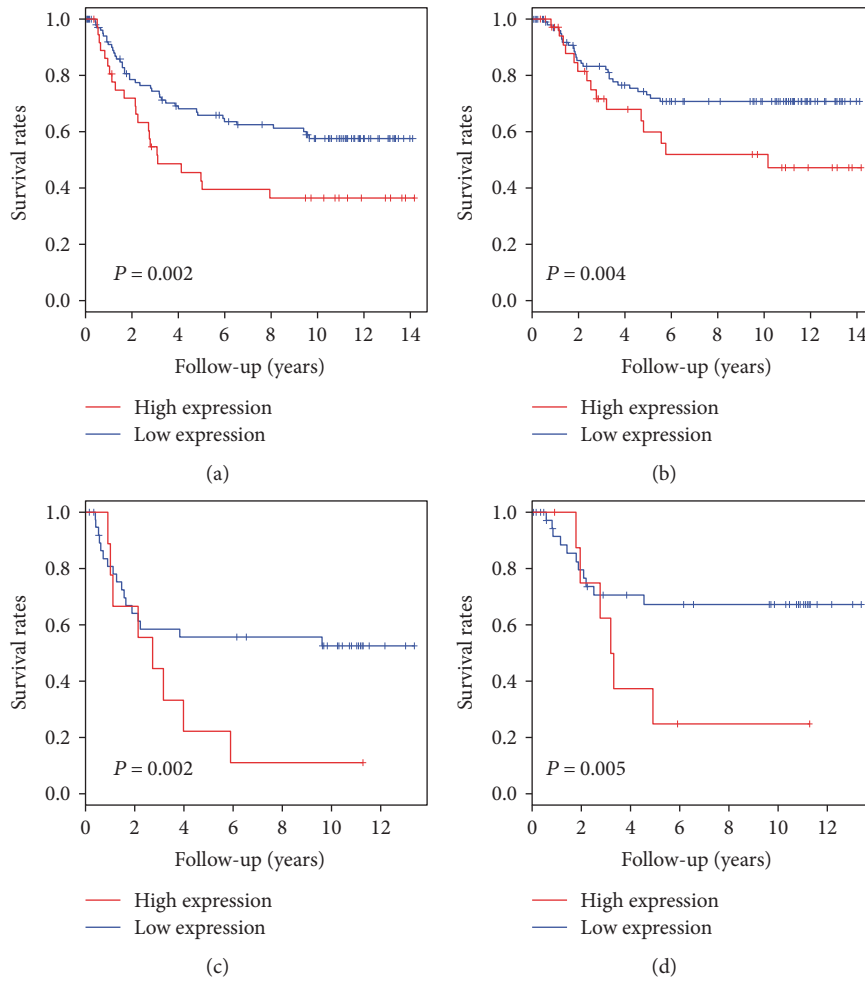 1.0
0.8
0.6
0.4
0.2
0.0
Survival rates
P = 0.002
0 2 4 6 8 10 12 14
Follow-up (years)
High expression
Low expression
(a)
1.0
0.8
0.6
0.4
0.2
0.0
Survival rates
P = 0.004
0 2 4 6 8 10 12 14
Follow-up (years)
High expression
Low expression
(b)
1.0
0.8
0.6
0.4
0.2
0.0
Survival rates
P = 0.002
0 2 4 6 8 10 12
Follow-up (years)
High expression
Low expression
(c)
1.0
0.8
0.6
0.4
0.2
0.0
Survival rates
P = 0.005
0 2 4 6 8 10 12
Follow-up (years)
High expression
Low expression
(d)